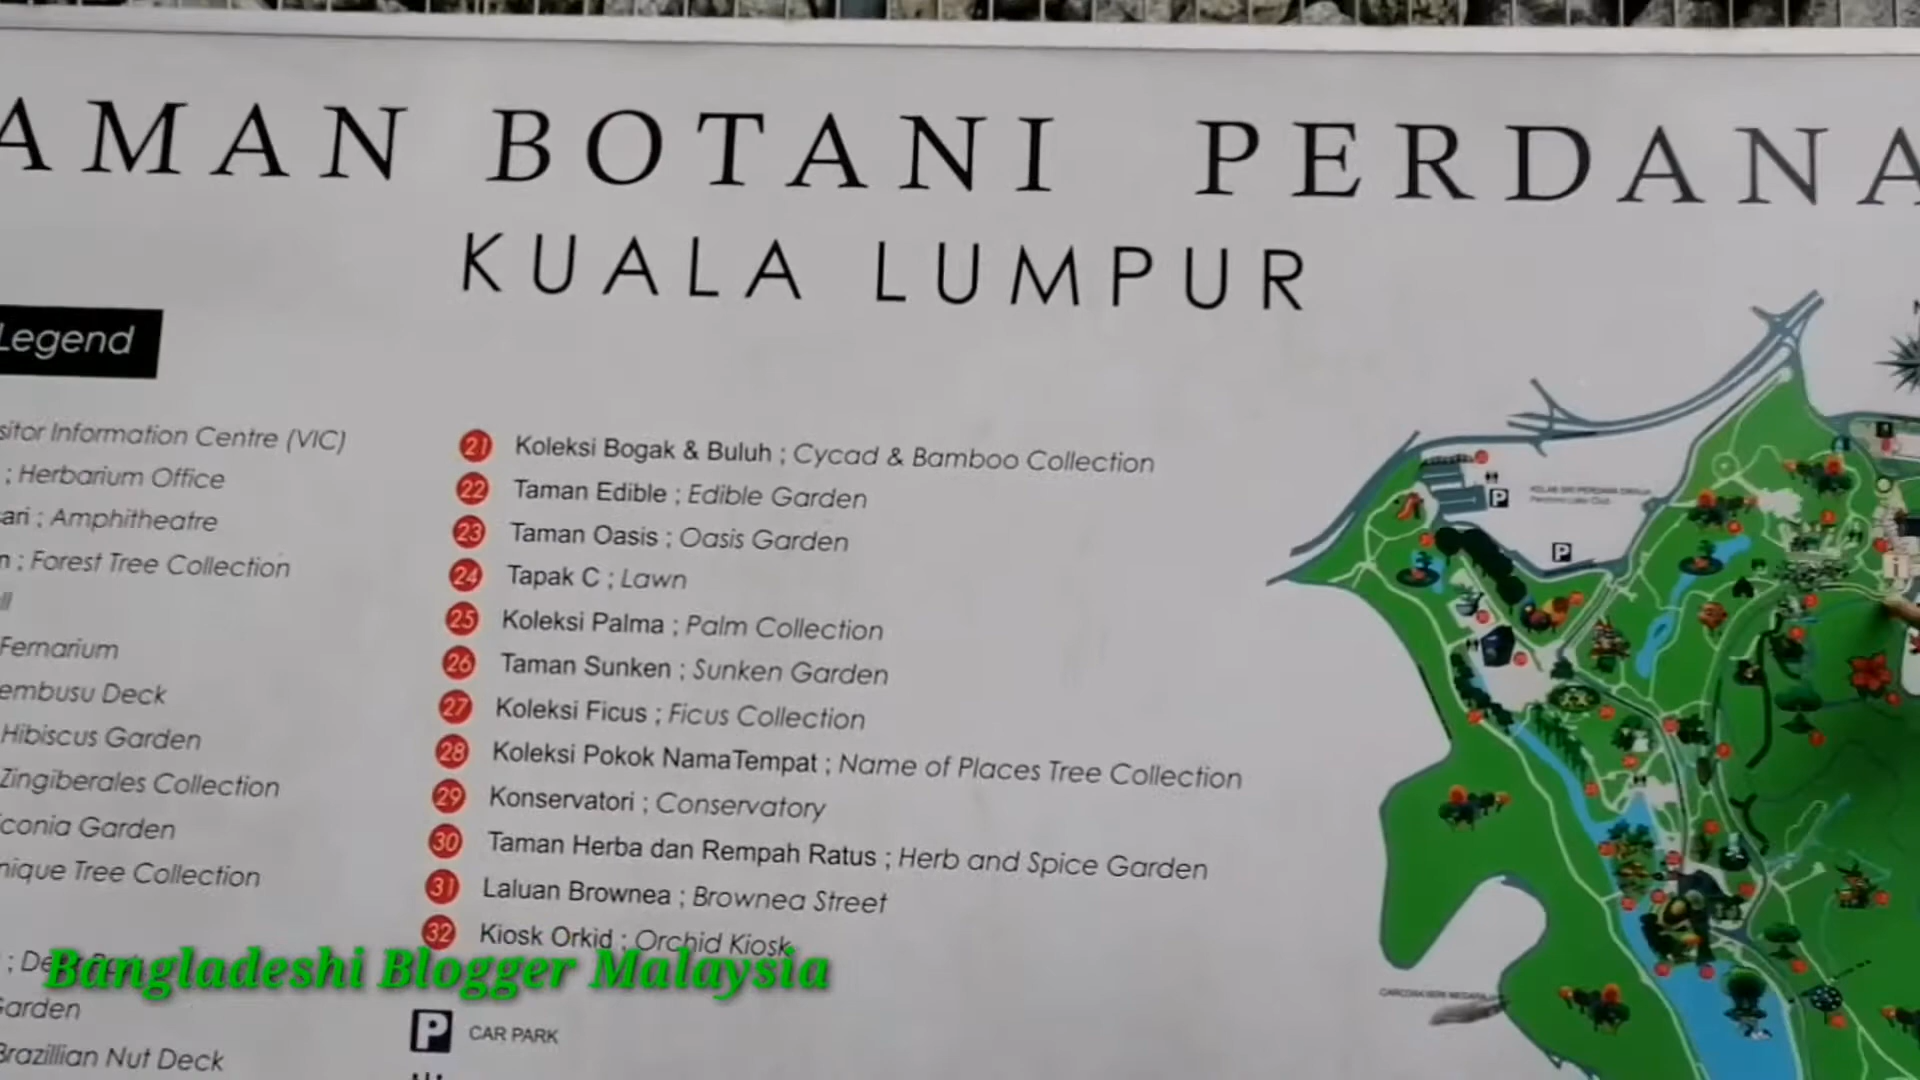 AMAN BOTANI PERDANA
KUALA LUMPUR
Legend
sitor Information Centre (VIC)
; Herbarium Office
ari ; Amphitheatre
n ; Forest Tree Collection
ll
Fernarium
embusu Deck
Hibiscus Garden
Zingiberales Collection
conia Garden
nique Tree Collection
; De
Garden
Brazillian Nut Deck
21 Koleksi Bogak & Buluh ; Cycad & Bamboo Collection
22 Taman Edible ; Edible Garden
23 Taman Oasis ; Oasis Garden
24 Tapak C ; Lawn
25 Koleksi Palma ; Palm Collection
26 Taman Sunken ; Sunken Garden
27 Koleksi Ficus ; Ficus Collection
28 Koleksi Pokok NamaTempat ; Name of Places Tree Collection
29 Konservatori ; Conservatory
30 Taman Herba dan Rempah Ratus ; Herb and Spice Garden
31 Laluan Brownea ; Brownea Street
32 Kiosk Orkid ; Orchid Kiosk
P CAR PARK
Bangladeshi Blogger Malaysia
P
P